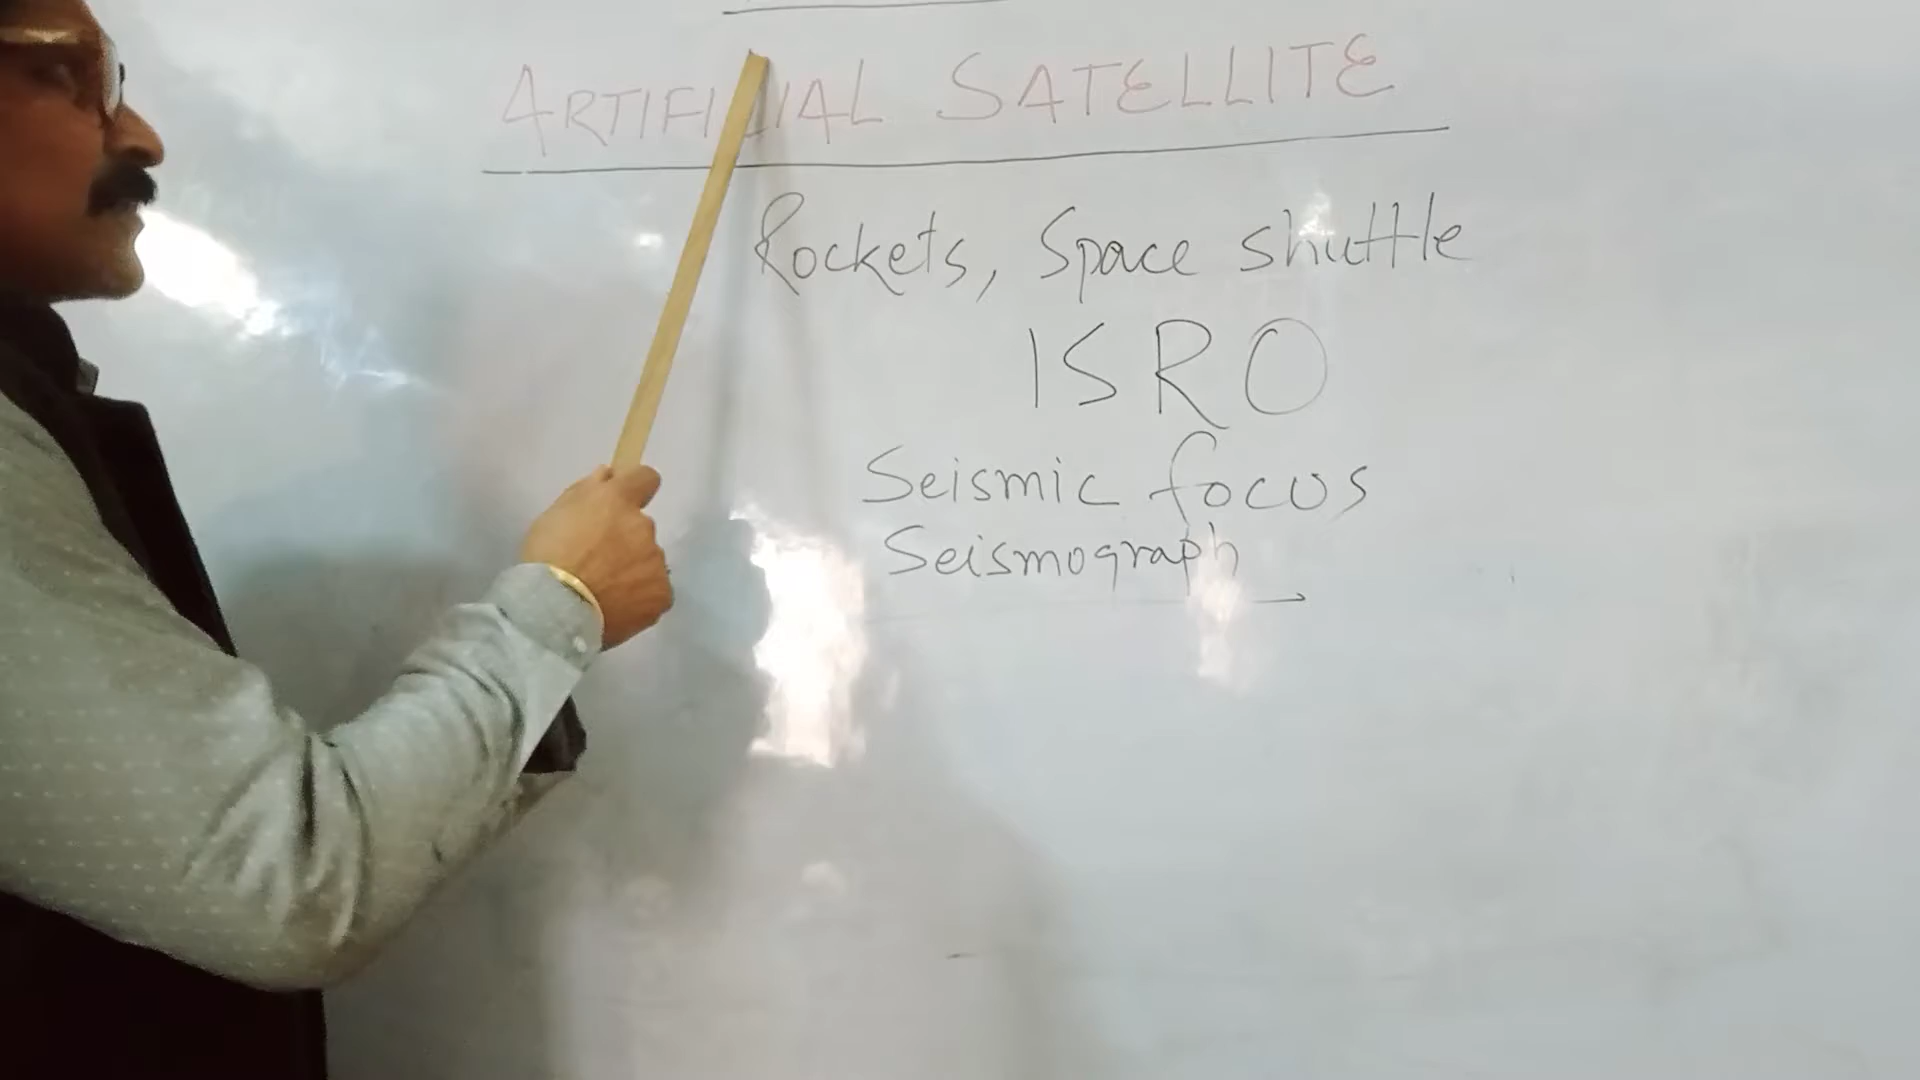 ARTIFICIAL SATELLITE
Rockets, Space shuttle
ISRO
Seismic focus
Seismograph